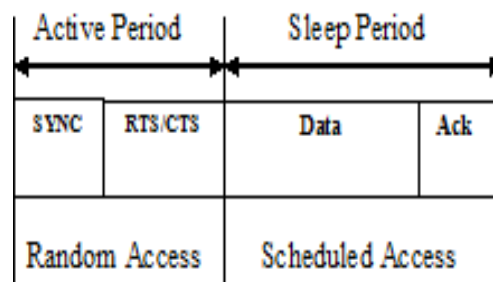 Active Period Sleep Period
SYNC RTS/CTS Data Ack
Random Access Scheduled Access